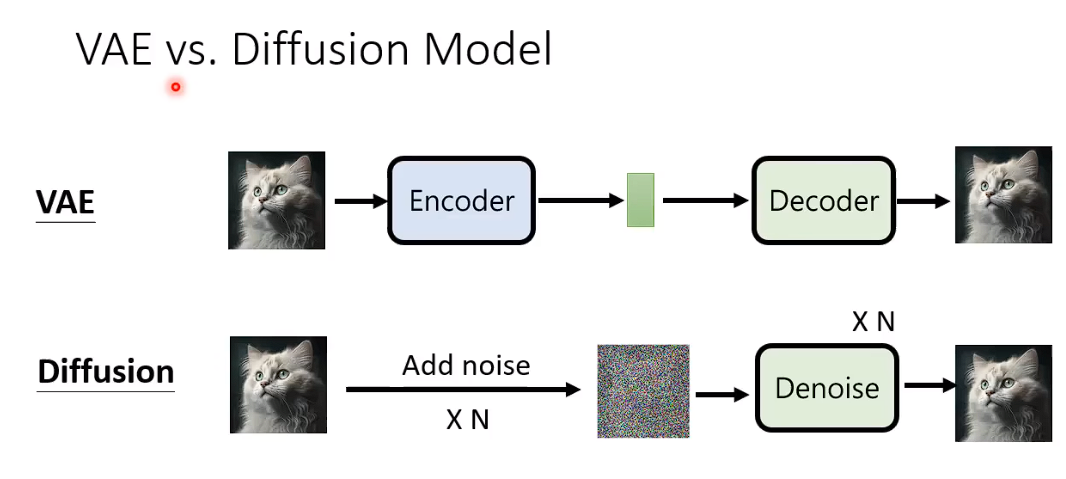 VAE vs. Diffusion Model
VAE
Encoder
Decoder
X N
Diffusion
Add noise
X N
Denoise